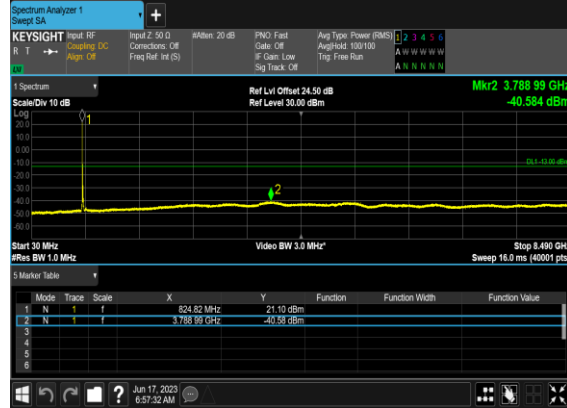 Spectrum Analyzer 1
Swept SA
+
KEYSIGHT Input: RF Input Z: 50 Ω #Atten: 20 dB PNO: Fast Avg Type: Power (RMS) 1 2 3 4 5 6
R T Coupling: DC Corrections: Off Gate: Off Avg|Hold: 100/100 A W W W W W
Align: Off Freq Ref: Int (S) IF Gain: Low Trig: Free Run
Sig Track: Off A N N N N N
1 Spectrum Ref Lvl Offset 24.50 dB Mkr2 3.788 99 GHz
Scale/Div 10 dB Ref Level 30.00 dBm -40.584 dBm
Log
20.0
10.0
0.00
-10.0
-20.0
-30.0
-40.0
-50.0
-60.0
1
DL1 -13.00 dBm
2
Start 30 MHz Video BW 3.0 MHz* Stop 8.490 GHz
#Res BW 1.0 MHz Sweep 16.0 ms (40001 pts)
5 Marker Table
Mode Trace Scale X Y Function Function Width Function Value
1 N 1 f 824.82 MHz 21.10 dBm
2 N 1 f 3.788 99 GHz -40.58 dBm
3
4
5
6
? Jun 17, 2023
6:57:32 AM